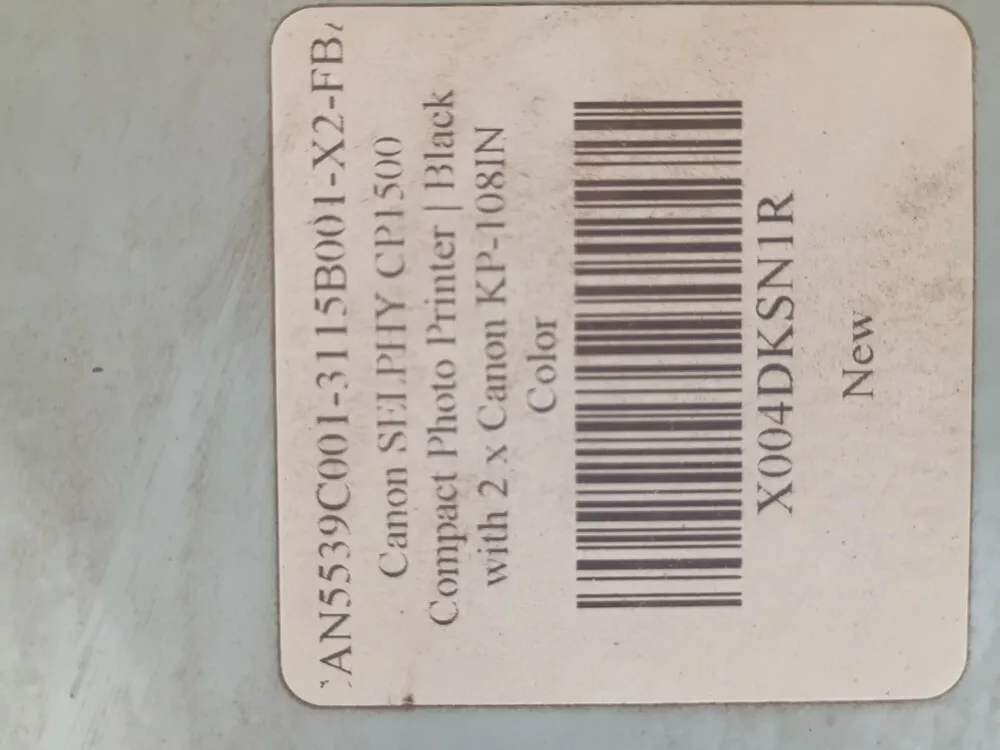 AN5539C001-3115B001-X2-FB
Canon SELPHY CP1500
Compact Photo Printer | Black
with 2 x Canon KP-108IN
Color
X004DKSN1R
New